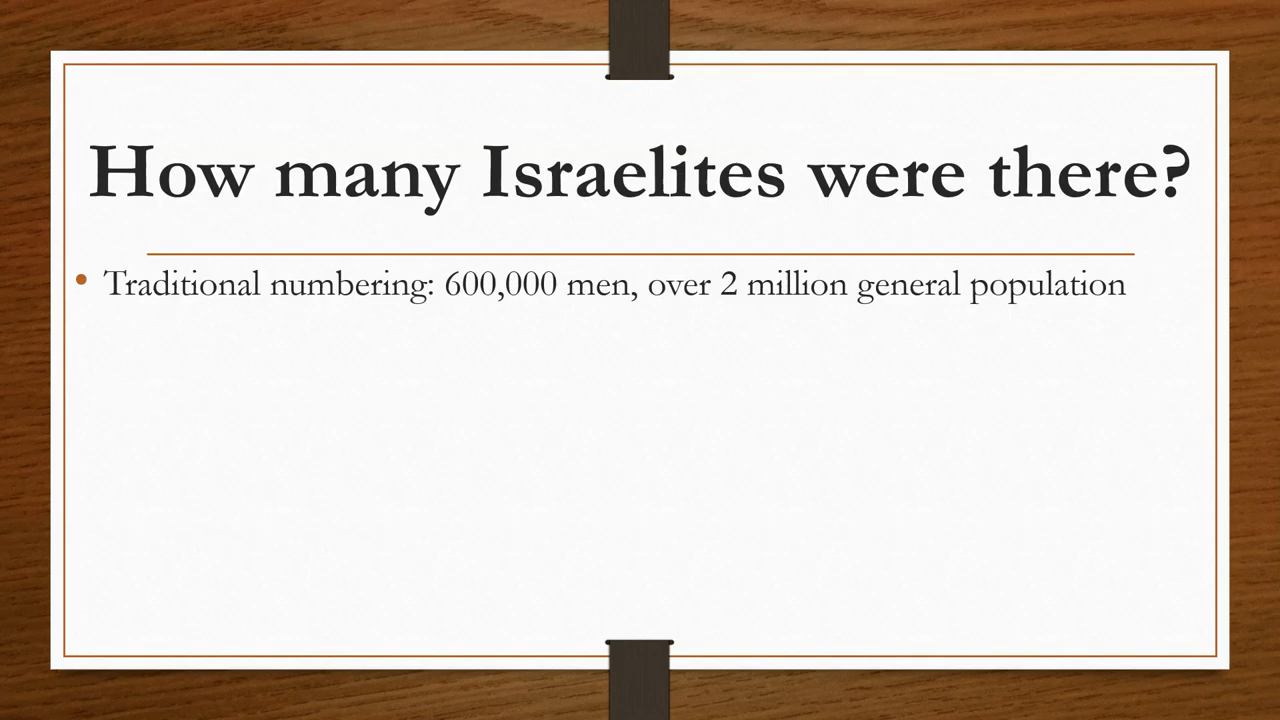 How many Israelites were there?
• Traditional numbering: 600,000 men, over 2 million general population